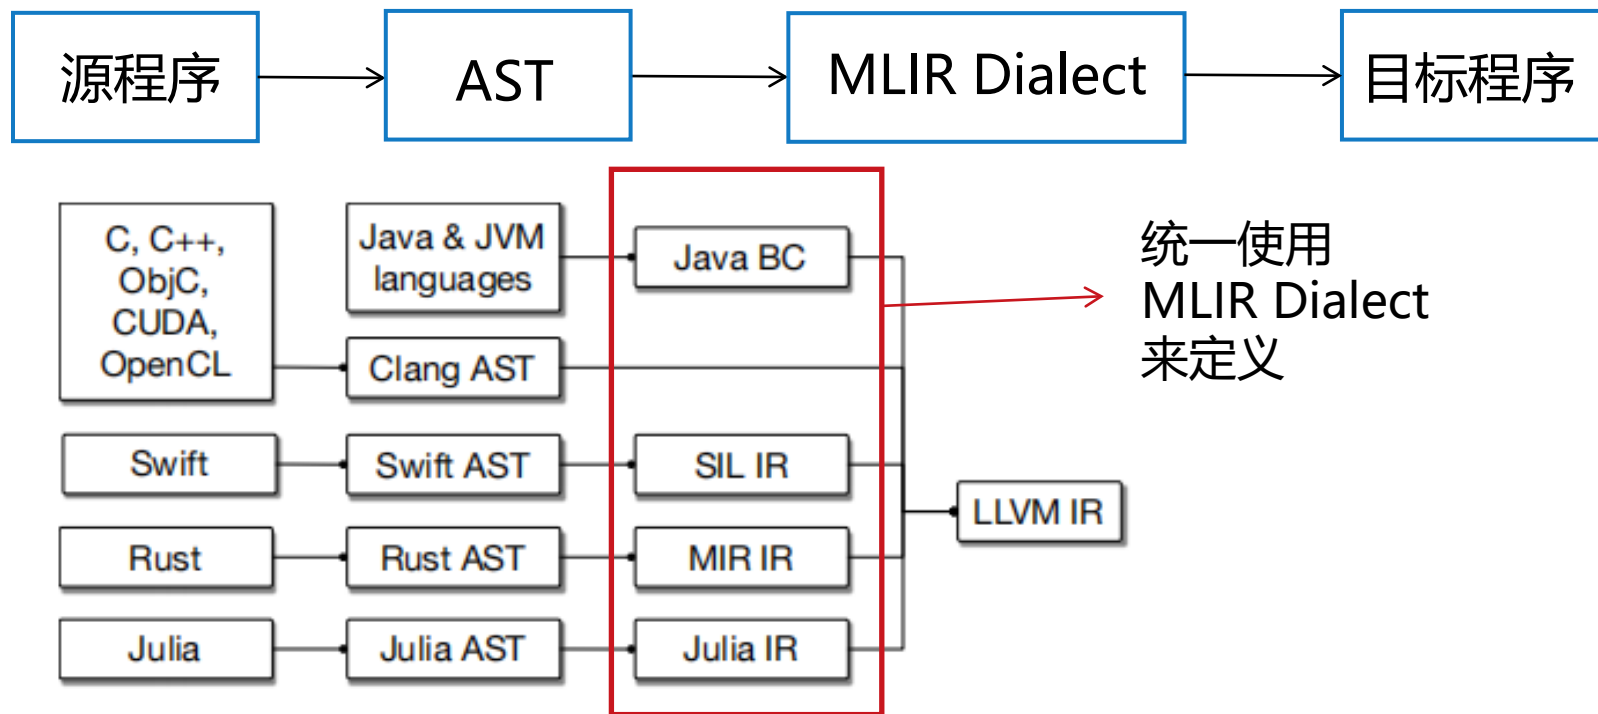 源程序
AST
MLIR Dialect
目标程序
C, C++,
ObjC,
CUDA,
OpenCL
Java & JVM
languages
Java BC
统一使用
MLIR Dialect
来定义
Clang AST
Swift
Swift AST
SIL IR
LLVM IR
Rust
Rust AST
MIR IR
Julia
Julia AST
Julia IR